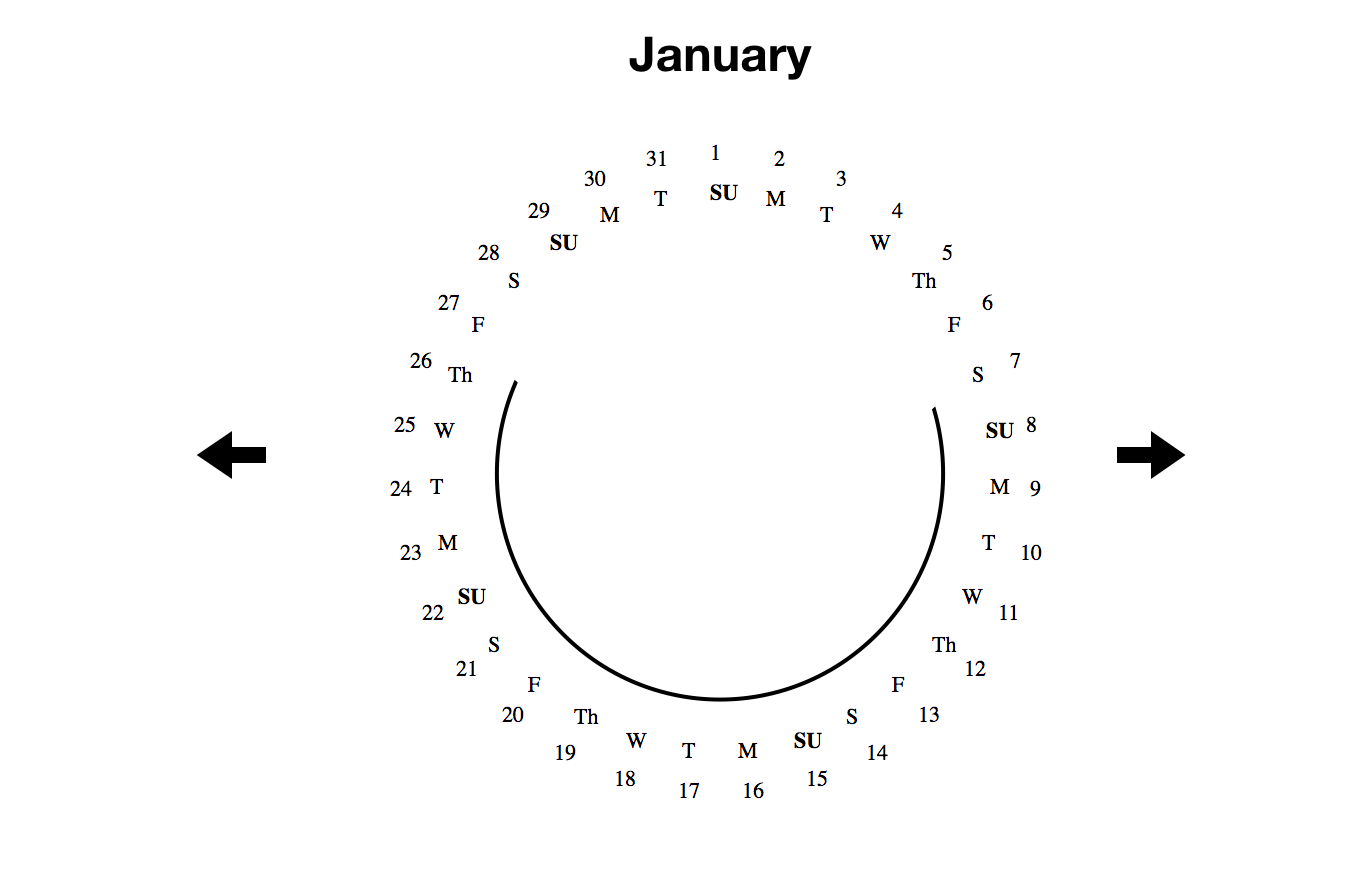 January
1 SU
2 M
3 T
4 W
5 Th
6 F
7 S
8 SU
9 M
10 T
11 W
12 Th
13 F
14 S
15 SU
16 M
17 T
18 W
19 Th
20 F
21 S
22 SU
23 M
24 T
25 W
26 Th
27 F
28 S
29 SU
30 M
31 T